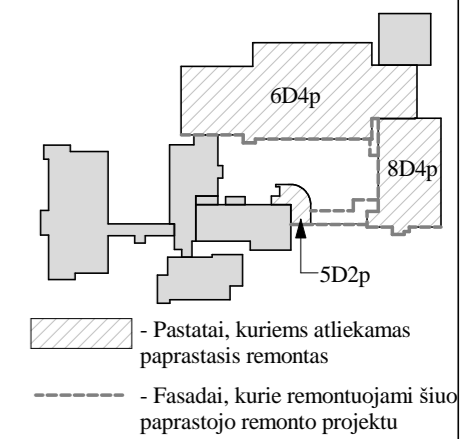 6D4p
8D4p
5D2p
- Pastatai, kuriems atliekamas
paprastasis remontas
- Fasadai, kurie remontuojami šiuo
paprastojo remonto projektu